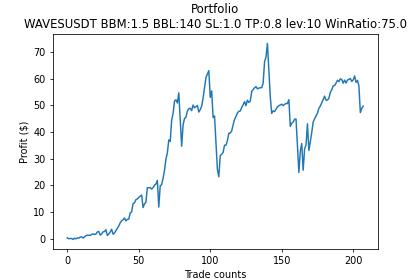 Portfolio
WAVESUSDT BBM:1.5 BBL:140 SL:1.0 TP:0.8 lev:10 WinRatio:75.0
70
60
50
40
30
20
10
0
Profit ($)
0 50 100 150 200
Trade counts